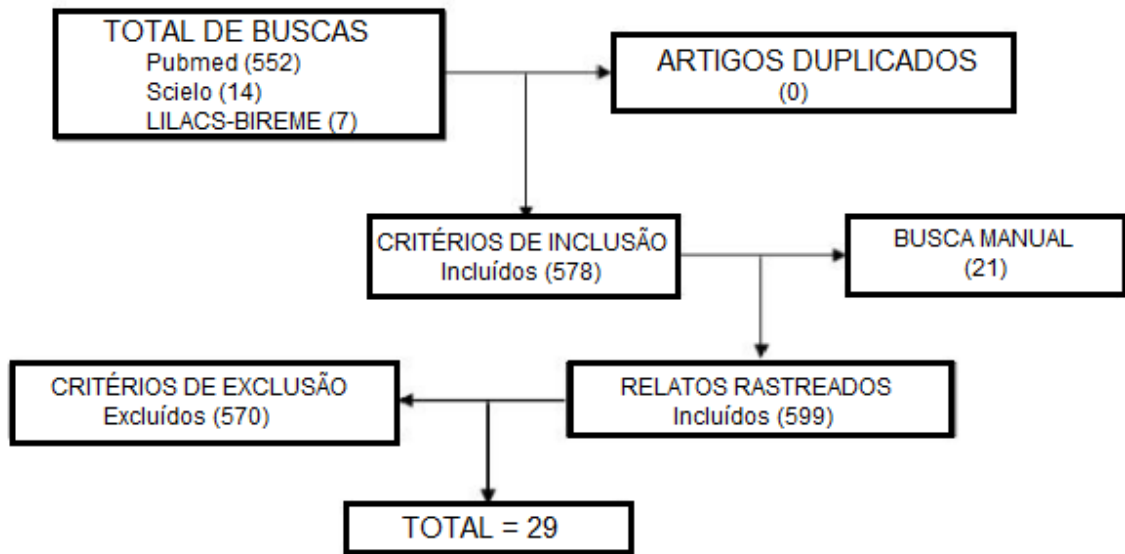 TOTAL DE BUSCAS
Pubmed (552)
Scielo (14)
LILACS-BIREME (7)
ARTIGOS DUPLICADOS
(0)
CRITÉRIOS DE INCLUSÃO
Incluídos (578)
BUSCA MANUAL
(21)
CRITÉRIOS DE EXCLUSÃO
Excluídos (570)
RELATOS RASTREADOS
Incluídos (599)
TOTAL = 29